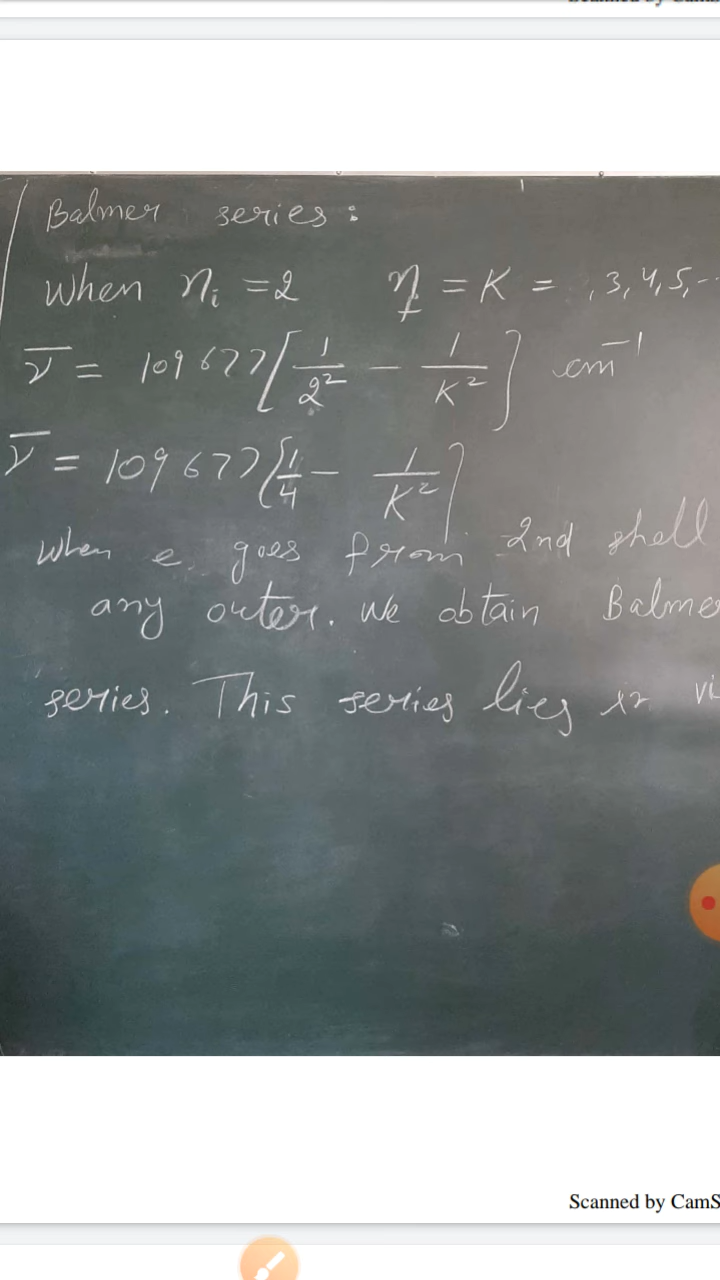 Balmer series :
When nᵢ = 2 n_f = K = , 3, 4, 5, --
ν̄ = 109677 [ 1/2² - 1/K² ] cm⁻¹
ν̄ = 109677 [ 1/4 - 1/K² ]
When e goes from 2nd shell
any outer. We obtain Balme
series. This series lies in vi
Scanned by CamS